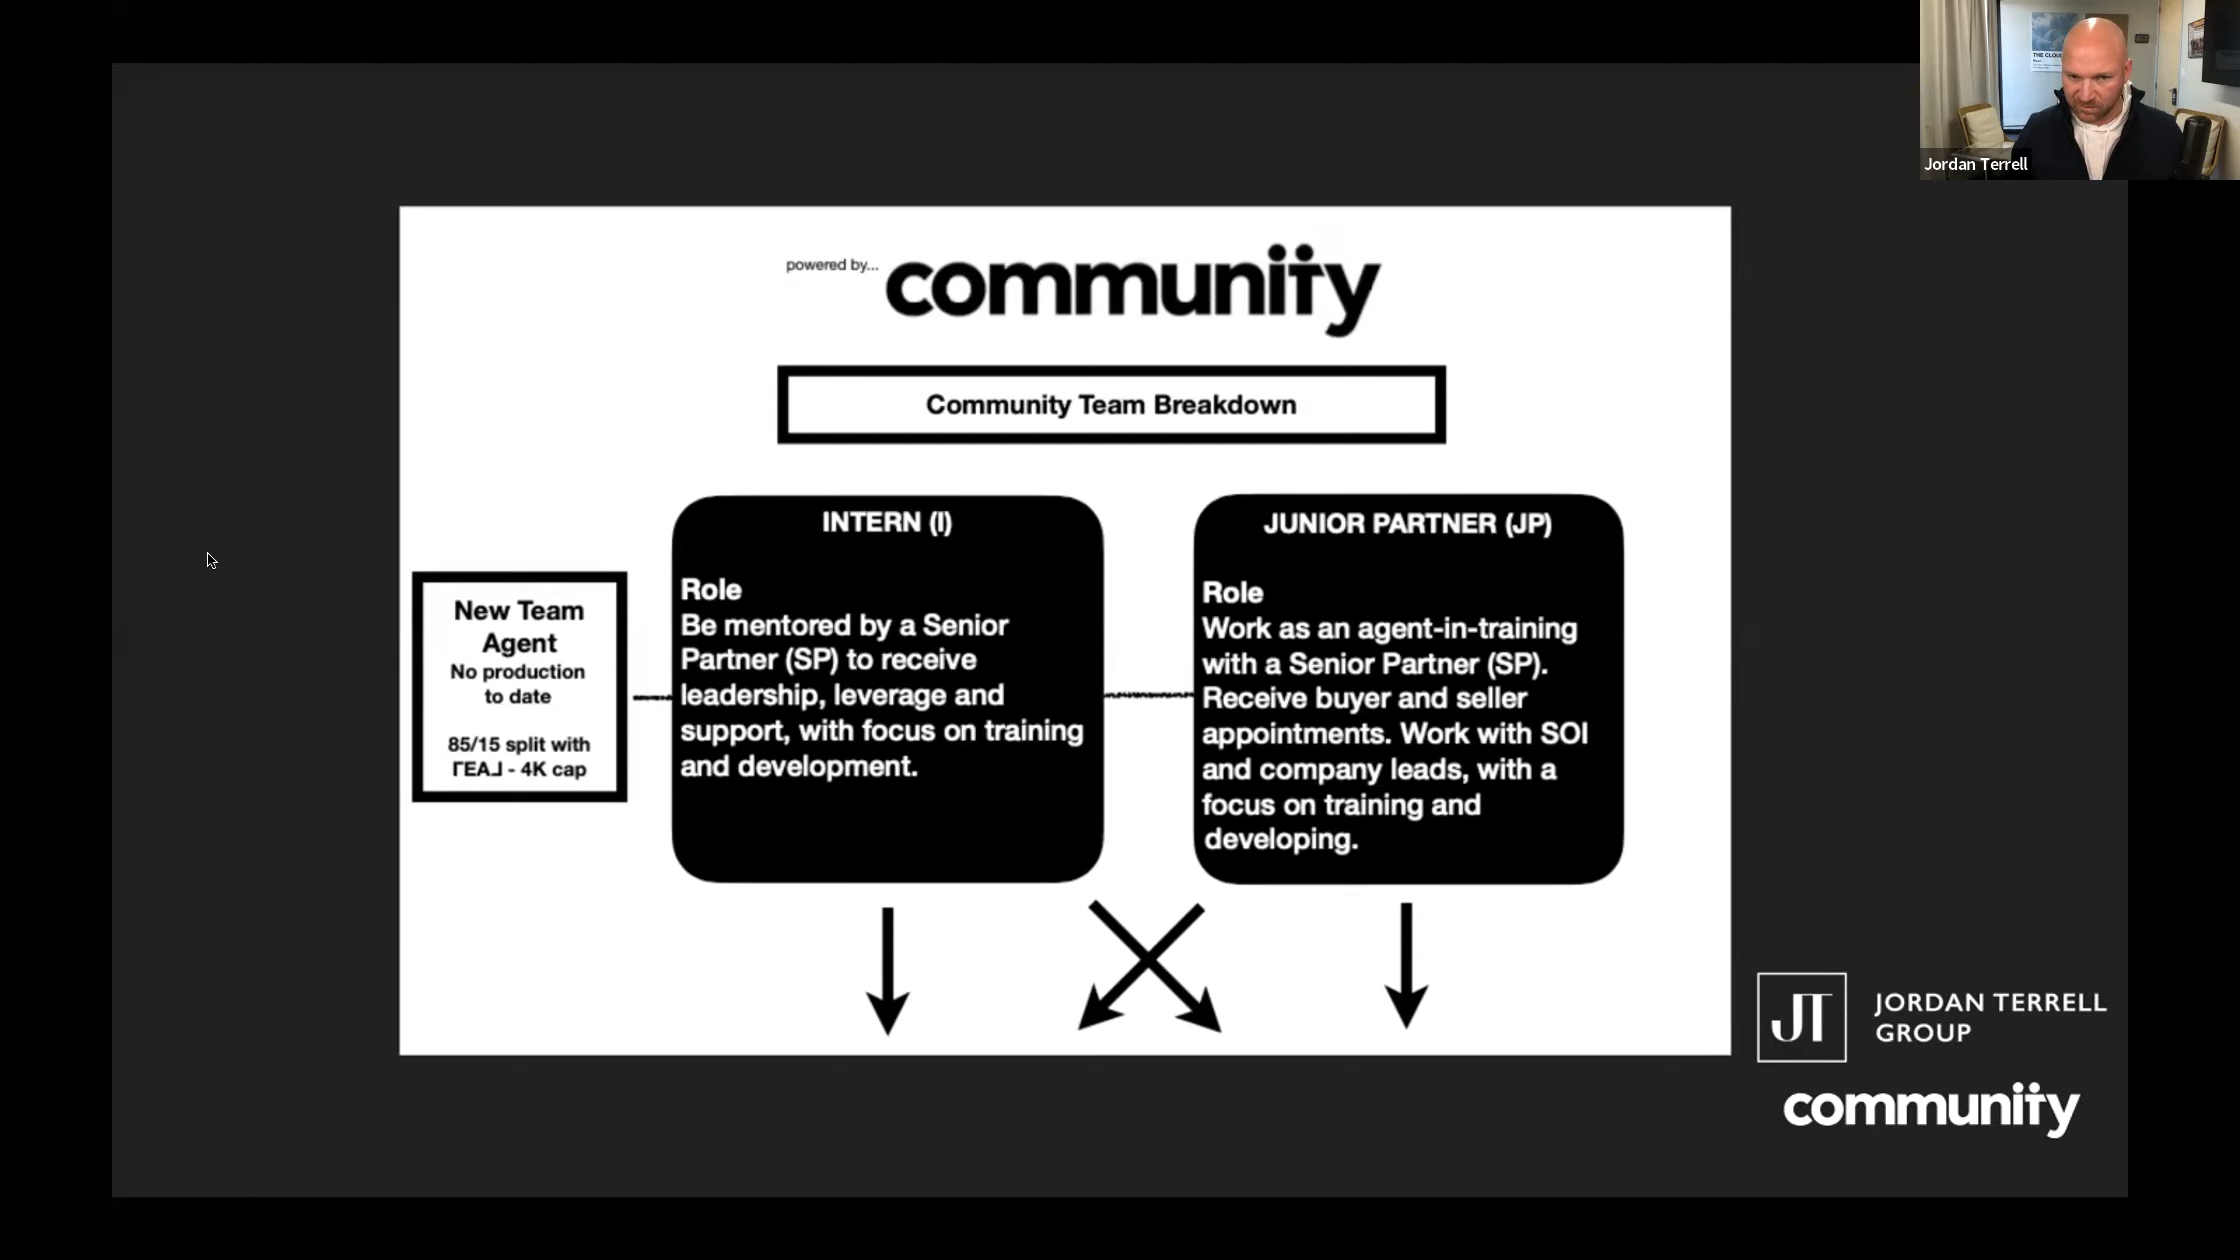 THE CLOUD
Jordan Terrell
powered by...
community
Community Team Breakdown
INTERN (I)
Role
Be mentored by a Senior
Partner (SP) to receive
leadership, leverage and
support, with focus on training
and development.
JUNIOR PARTNER (JP)
Role
Work as an agent-in-training
with a Senior Partner (SP).
Receive buyer and seller
appointments. Work with SOI
and company leads, with a
focus on training and
developing.
New Team
Agent
No production
to date
85/15 split with
REAL - 4K cap
JT
JORDAN TERRELL
GROUP
community